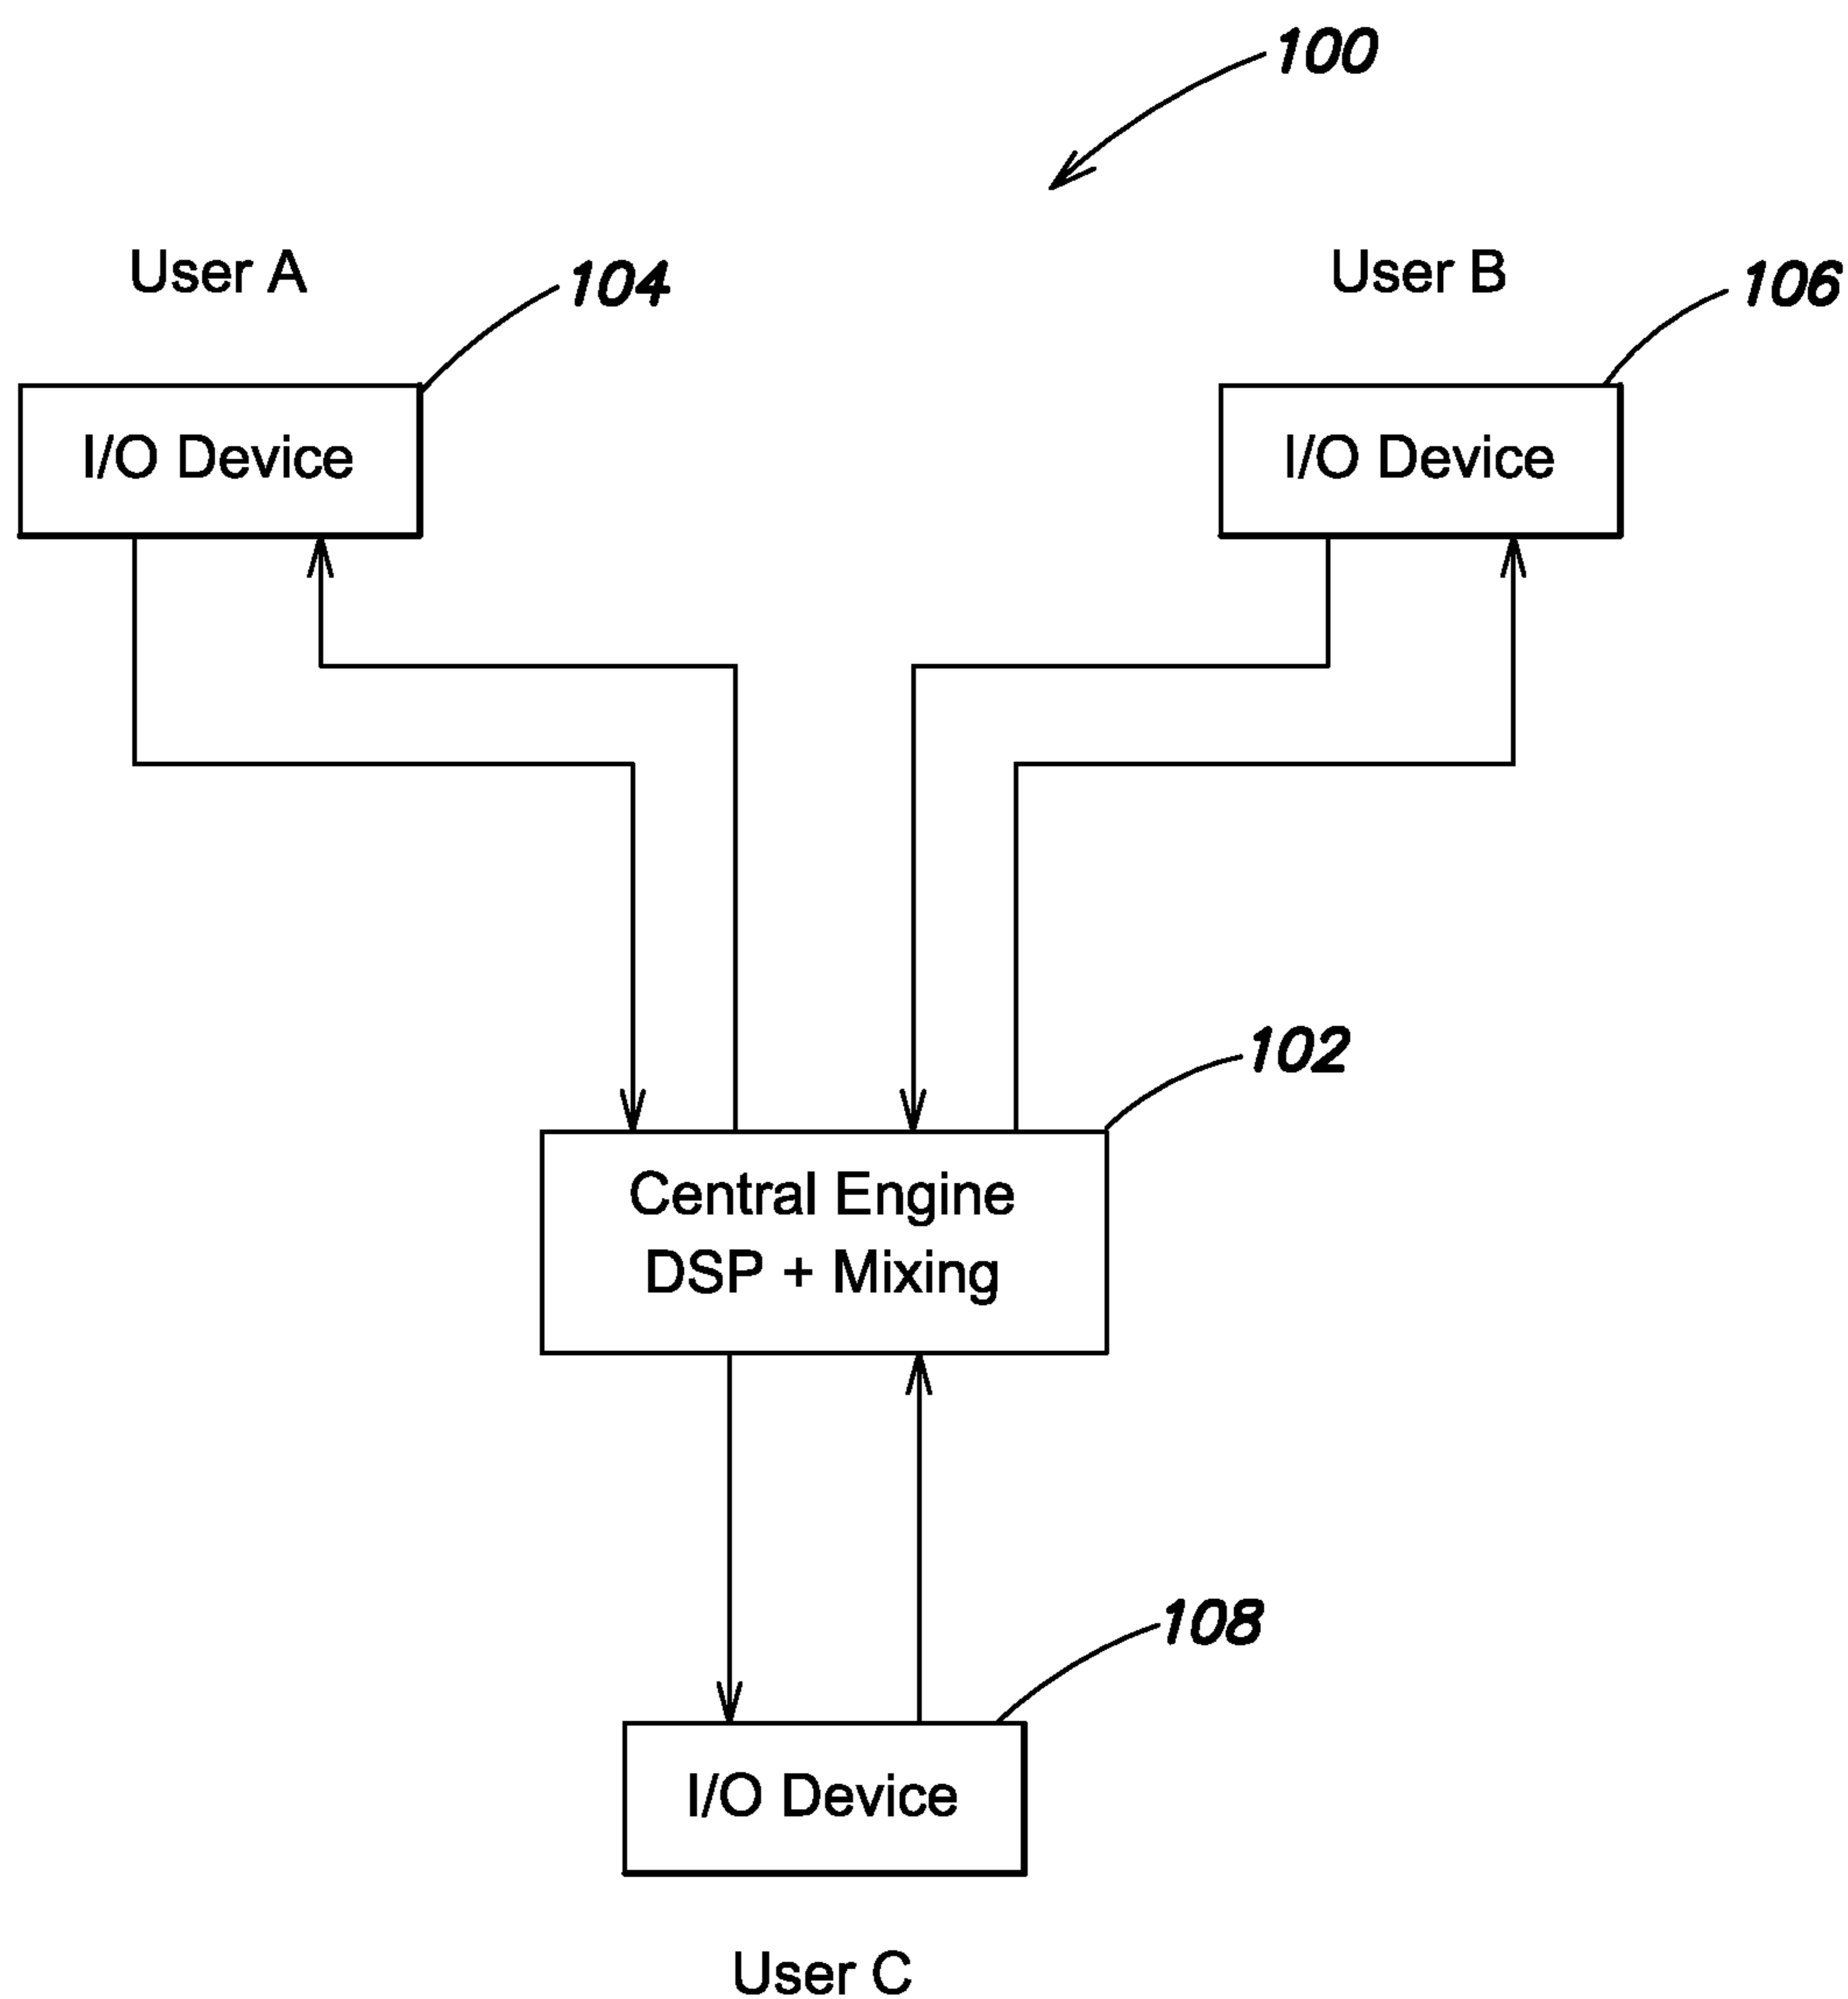 100
User A
104
User B
106
I/O Device
I/O Device
102
Central Engine
DSP + Mixing
108
I/O Device
User C